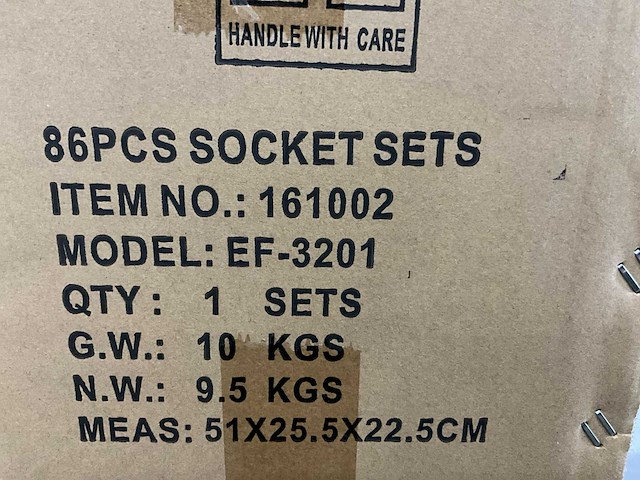 HANDLE WITH CARE
86PCS SOCKET SETS
ITEM NO.: 161002
MODEL: EF-3201
QTY: 1 SETS
G.W.: 10 KGS
N.W.: 9.5 KGS
MEAS: 51X25.5X22.5CM